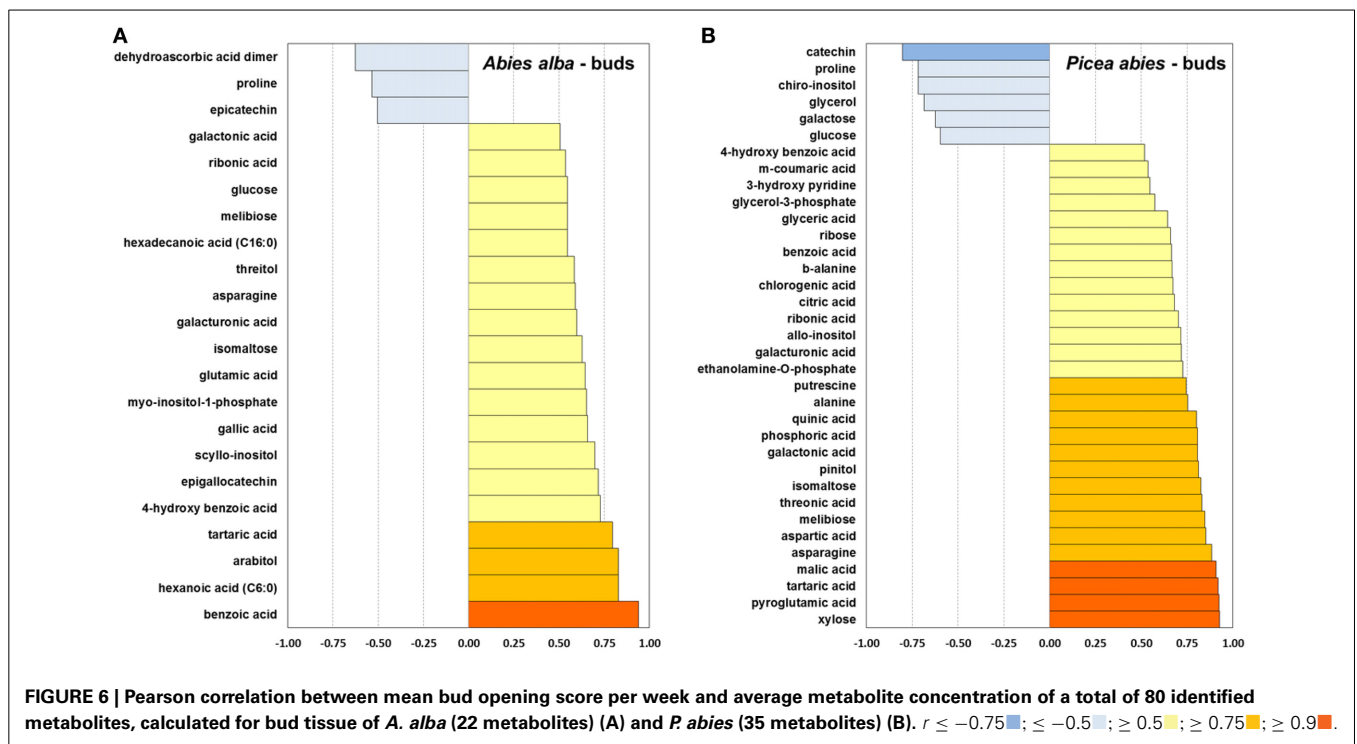 A
Abies alba - buds
dehydroascorbic acid dimer
proline
epicatechin
galactonic acid
ribonic acid
glucose
melibiose
hexadecanoic acid (C16:0)
threitol
asparagine
galacturonic acid
isomaltose
glutamic acid
myo-inositol-1-phosphate
gallic acid
scyllo-inositol
epigallocatechin
4-hydroxy benzoic acid
tartaric acid
arabitol
hexanoic acid (C6:0)
benzoic acid
-1.00 -0.75 -0.50 -0.25 0.00 0.25 0.50 0.75 1.00
B
Picea abies - buds
catechin
proline
chiro-inositol
glycerol
galactose
glucose
4-hydroxy benzoic acid
m-coumaric acid
3-hydroxy pyridine
glycerol-3-phosphate
glyceric acid
ribose
benzoic acid
b-alanine
chlorogenic acid
citric acid
ribonic acid
allo-inositol
galacturonic acid
ethanolamine-O-phosphate
putrescine
alanine
quinic acid
phosphoric acid
galactonic acid
pinitol
isomaltose
threonic acid
melibiose
aspartic acid
asparagine
malic acid
tartaric acid
pyroglutamic acid
xylose
-1.00 -0.75 -0.50 -0.25 0.00 0.25 0.50 0.75 1.00
FIGURE 6 | Pearson correlation between mean bud opening score per week and average metabolite concentration of a total of 80 identified
metabolites, calculated for bud tissue of A. alba (22 metabolites) (A) and P. abies (35 metabolites) (B). r ≤ −0.75; ≤ −0.5; ≥ 0.5; ≥ 0.75; ≥ 0.9.